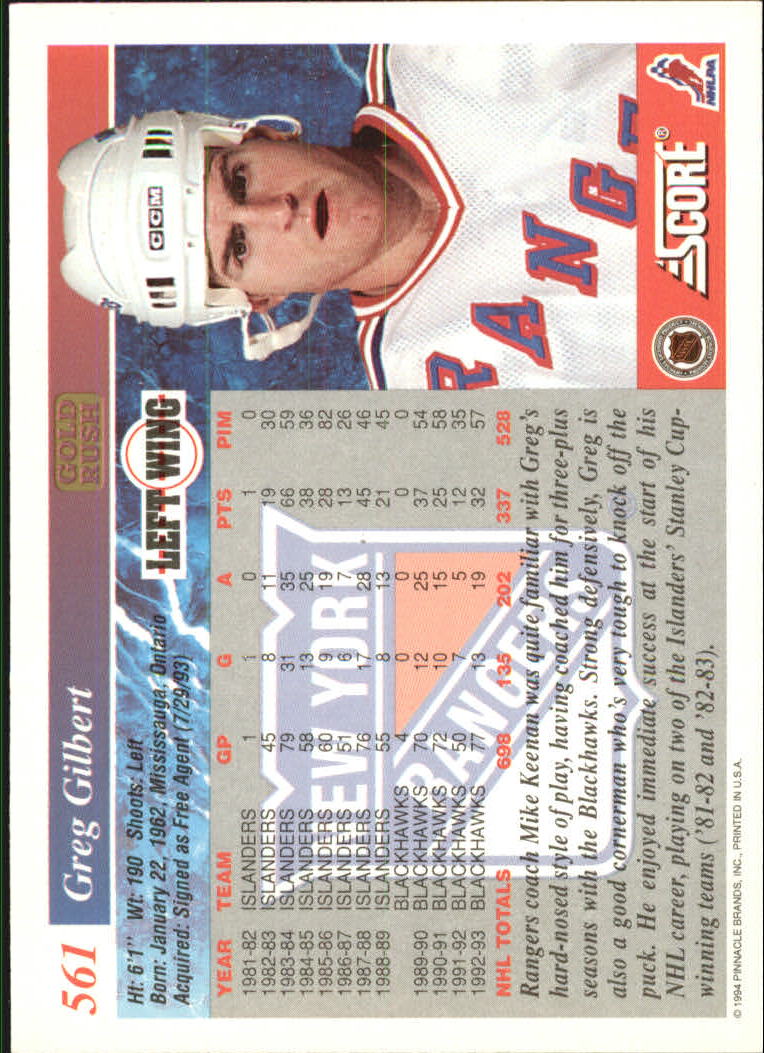 561 Greg Gilbert
GOLD
RUSH
Ht: 6'1" Wt: 190 Shoots: Left
Born: January 22, 1962, Mississauga, Ontario
Acquired: Signed as Free Agent (7/29/93)
LEFT WING
YEAR TEAM GP G A PTS PIM
1981-82 ISLANDERS 1 1 0 1 0
1982-83 ISLANDERS 45 8 11 19 30
1983-84 ISLANDERS 79 31 35 66 59
1984-85 ISLANDERS 58 13 25 38 36
1985-86 ISLANDERS 60 9 19 28 82
1986-87 ISLANDERS 51 6 7 13 26
1987-88 ISLANDERS 76 17 28 45 46
1988-89 ISLANDERS 55 8 13 21 45
BLACKHAWKS 4 0 0 0 0
1989-90 BLACKHAWKS 70 12 25 37 54
1990-91 BLACKHAWKS 72 10 15 25 58
1991-92 BLACKHAWKS 50 7 5 12 35
1992-93 BLACKHAWKS 77 13 19 32 57
NHL TOTALS 698 135 202 337 528
NEW YORK
RANGERS
Rangers coach Mike Keenan was quite familiar with Greg's
hard-nosed style of play, having coached him for three-plus
seasons with the Blackhawks. Strong defensively, Greg is
also a good cornerman who's very tough to knock off the
puck. He enjoyed immediate success at the start of his
NHL career, playing on two of the Islanders' Stanley Cup-
winning teams ('81-82 and '82-83).
© 1994 PINNACLE BRANDS, INC., PRINTED IN U.S.A.
CCM
RANG
SCORE®
NHLPA
NHL